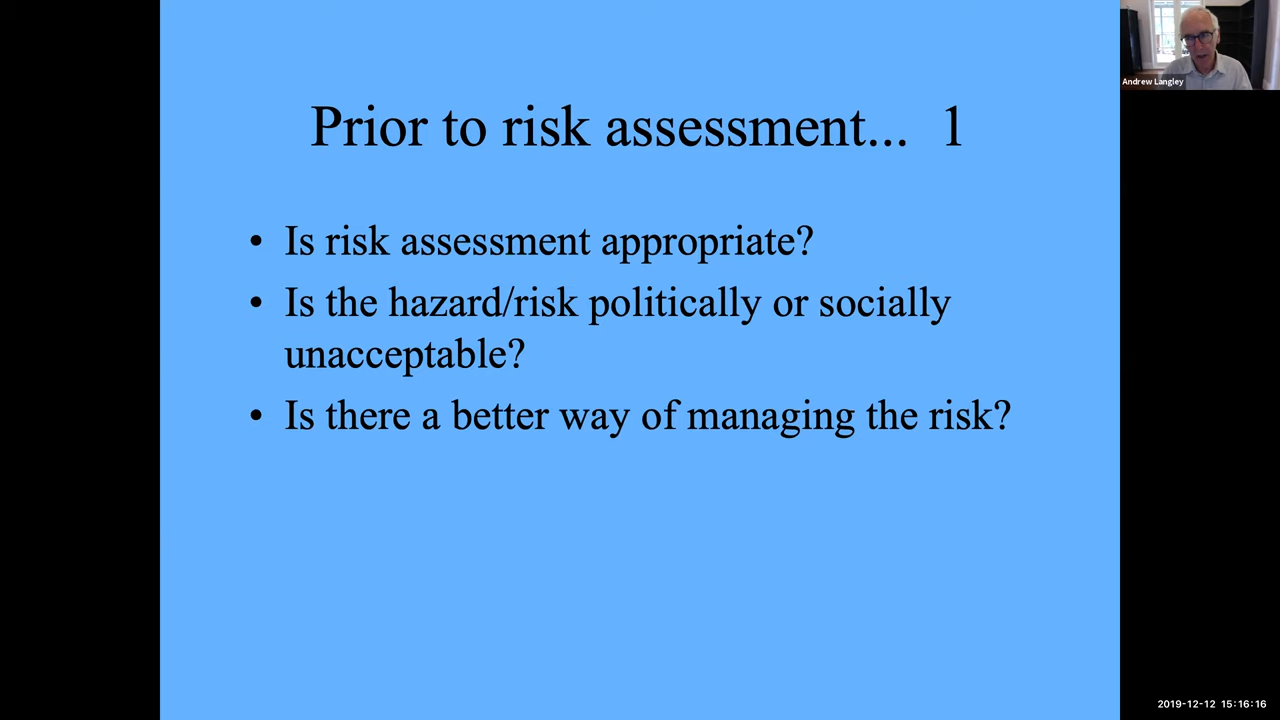 Prior to risk assessment... 1
• Is risk assessment appropriate?
• Is the hazard/risk politically or socially
unacceptable?
• Is there a better way of managing the risk?
Andrew Langley
2019-12-12 15:16:16